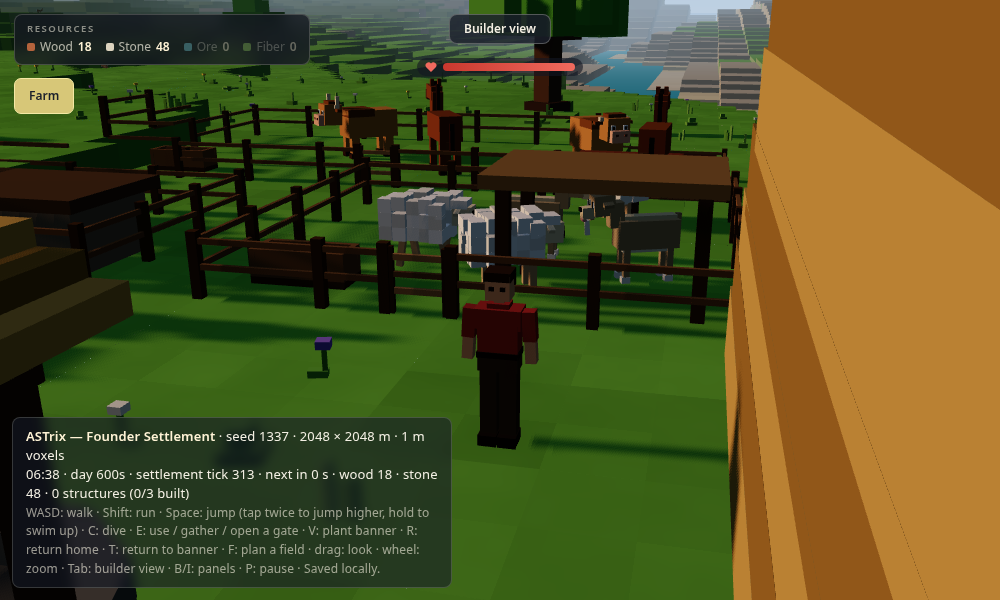 RESOURCES
Wood 18 Stone 48 Ore 0 Fiber 0
Builder view
Farm
ASTrix — Founder Settlement · seed 1337 · 2048 × 2048 m · 1 m
voxels
06:38 · day 600s · settlement tick 313 · next in 0 s · wood 18 · stone
48 · 0 structures (0/3 built)
WASD: walk · Shift: run · Space: jump (tap twice to jump higher, hold to
swim up) · C: dive · E: use / gather / open a gate · V: plant banner · R:
return home · T: return to banner · F: plan a field · drag: look · wheel:
zoom · Tab: builder view · B/I: panels · P: pause · Saved locally.